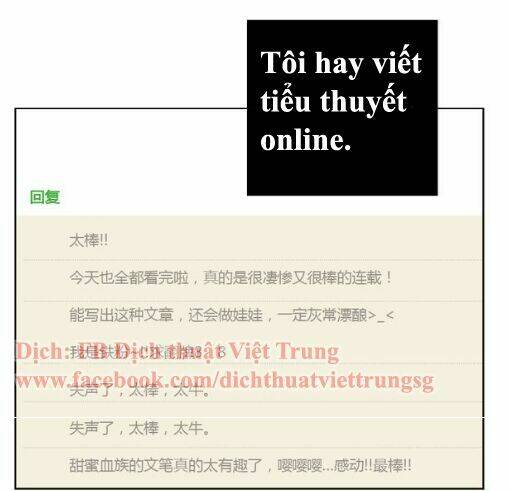 Tôi hay viết
tiểu thuyết
online.
回复
太棒!!
今天也全都看完啦，真的是很凄惨又很棒的连载！
能写出这种文章，还会做娃娃，一定灰常漂酿>_<
Dịch: FB Dịch thuật Việt Trung
www.facebook.com/dichthuatviettrungsg
失声了，太棒，太牛。
失声了，太棒，太牛。
甜蜜血族的文笔真的太有趣了，嘤嘤嘤...感动!!最棒!!